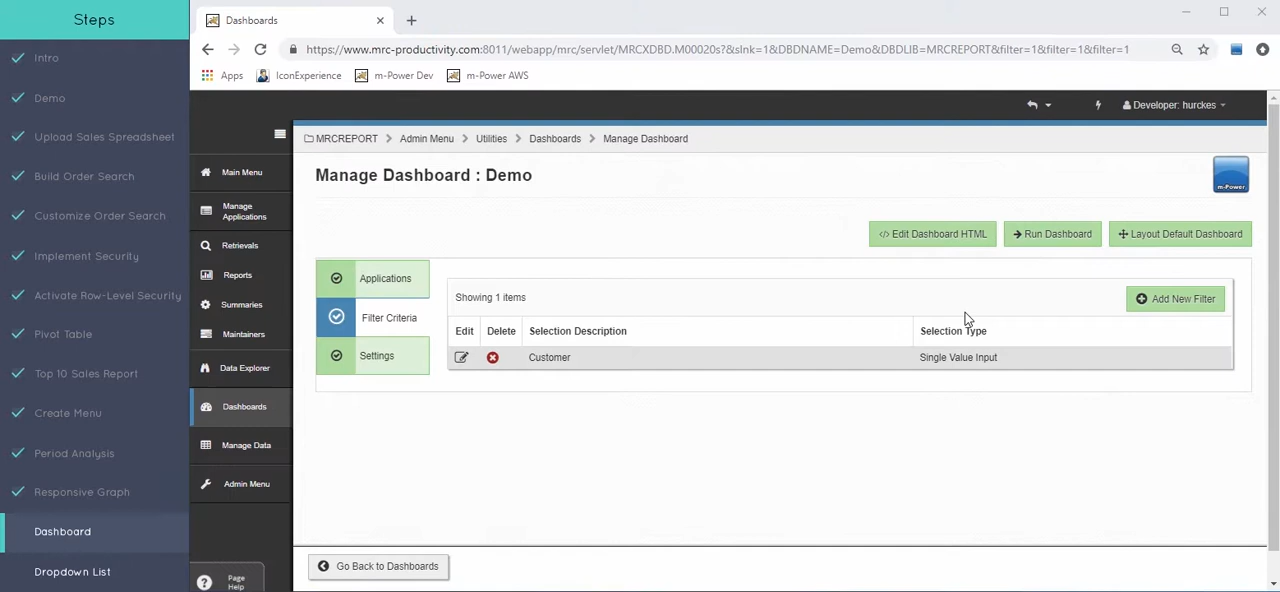 Steps
Intro
Demo
Upload Sales Spreadsheet
Build Order Search
Customize Order Search
Implement Security
Activate Row-Level Security
Pivot Table
Top 10 Sales Report
Create Menu
Period Analysis
Responsive Graph
Dashboard
Dropdown List
Dashboards
https://www.mrc-productivity.com:8011/webapp/mrc/servlet/MRCXDBD.M00020s?&slnk=1&DBDNAME=Demo&DBDLIB=MRCREPORT&filter=1&filter=1&filter=1
Apps IconExperience m-Power Dev m-Power AWS
Developer: hurckes
Main Menu
Manage Applications
Retrievals
Reports
Summaries
Maintainers
Data Explorer
Dashboards
Manage Data
Admin Menu
Page Help
MRCREPORT > Admin Menu > Utilities > Dashboards > Manage Dashboard
Manage Dashboard : Demo
m-Power
</> Edit Dashboard HTML Run Dashboard Layout Default Dashboard
Applications
Filter Criteria
Settings
Showing 1 items
Add New Filter
Edit Delete Selection Description Selection Type
Customer Single Value Input
Go Back to Dashboards